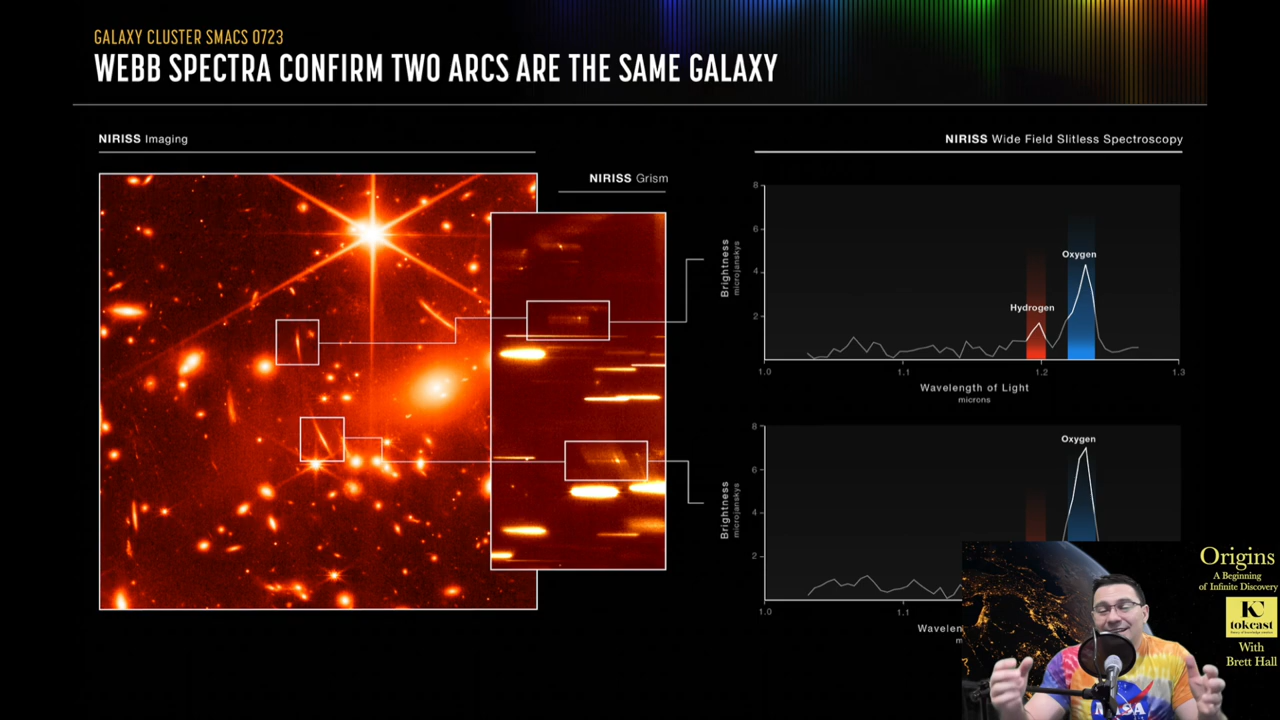 GALAXY CLUSTER SMACS 0723
WEBB SPECTRA CONFIRM TWO ARCS ARE THE SAME GALAXY
NIRISS Imaging
NIRISS Grism
NIRISS Wide Field Slitless Spectroscopy
8
6
4
2
Brightness
microjanskys
Hydrogen
Oxygen
1.0
1.1
1.2
1.3
Wavelength of Light
microns
8
6
4
2
Brightness
microjanskys
Oxygen
1.0
1.1
Origins
A Beginning
of Infinite Discovery
tokcast
With
Brett Hall
NASA